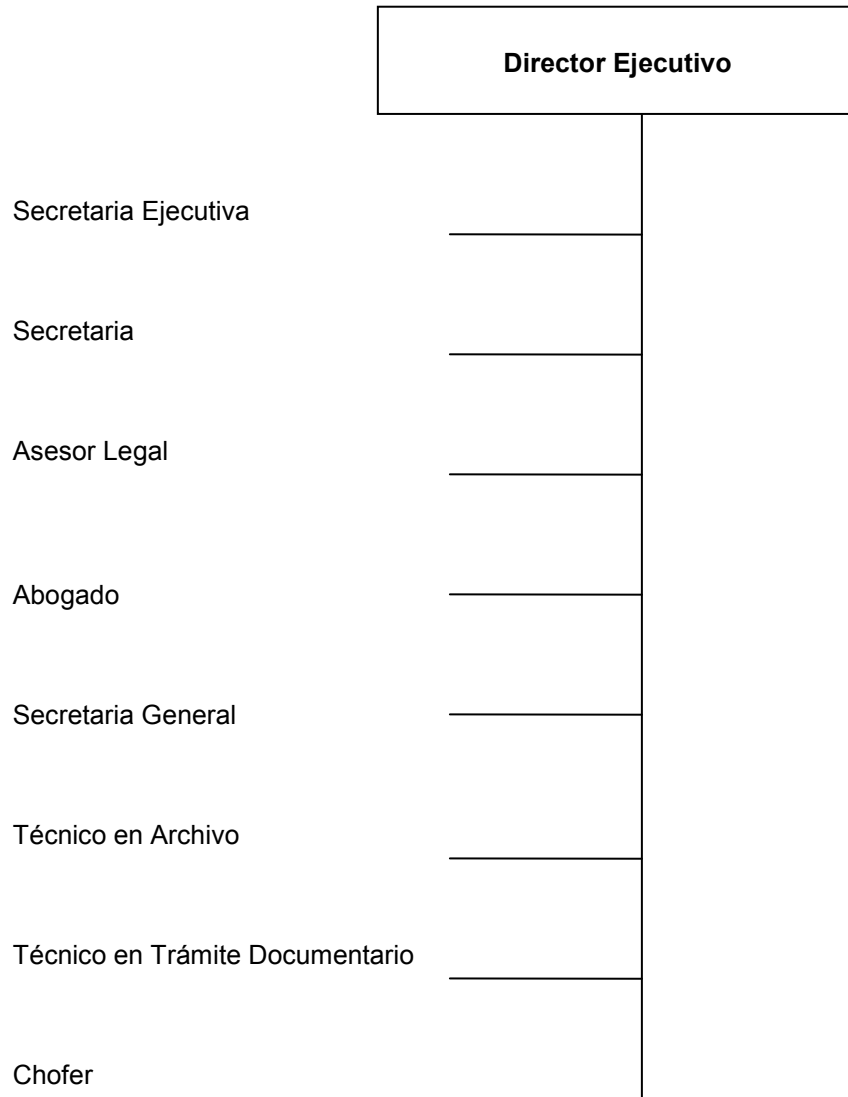 Director Ejecutivo
Secretaria Ejecutiva
Secretaria
Asesor Legal
Abogado
Secretaria General
Técnico en Archivo
Técnico en Trámite Documentario
Chofer